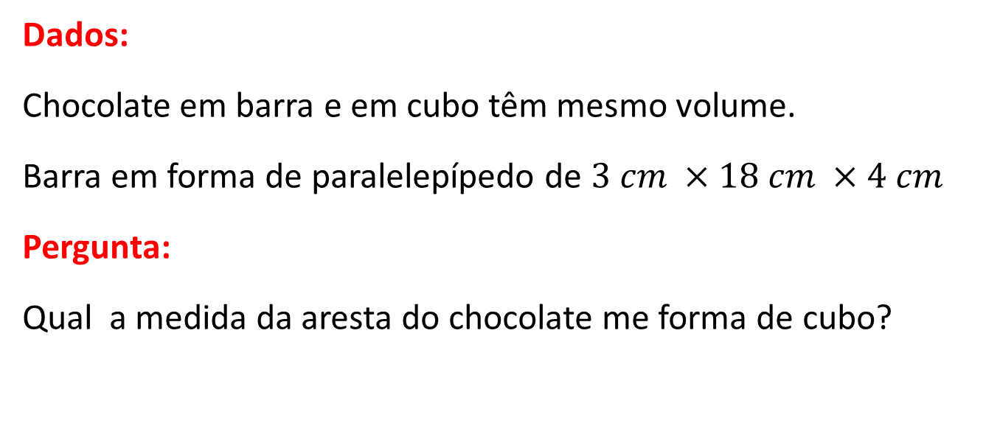 Dados:
Chocolate em barra e em cubo têm mesmo volume.
Barra em forma de paralelepípedo de 3 cm × 18 cm × 4 cm
Pergunta:
Qual a medida da aresta do chocolate me forma de cubo?